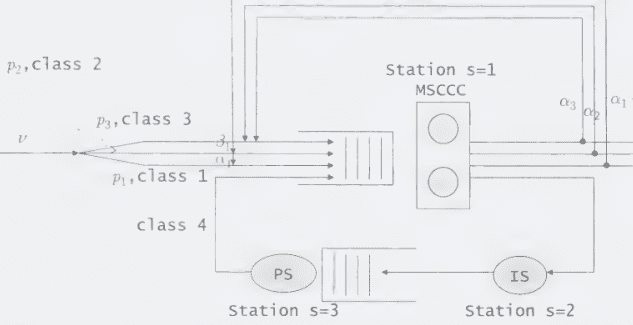 p₂,class 2
Station s=1
MSCCC
α₃
α₂
α₁
p₃,class 3
ν
p₁,class 1
class 4
PS
IS
Station s=3
Station s=2